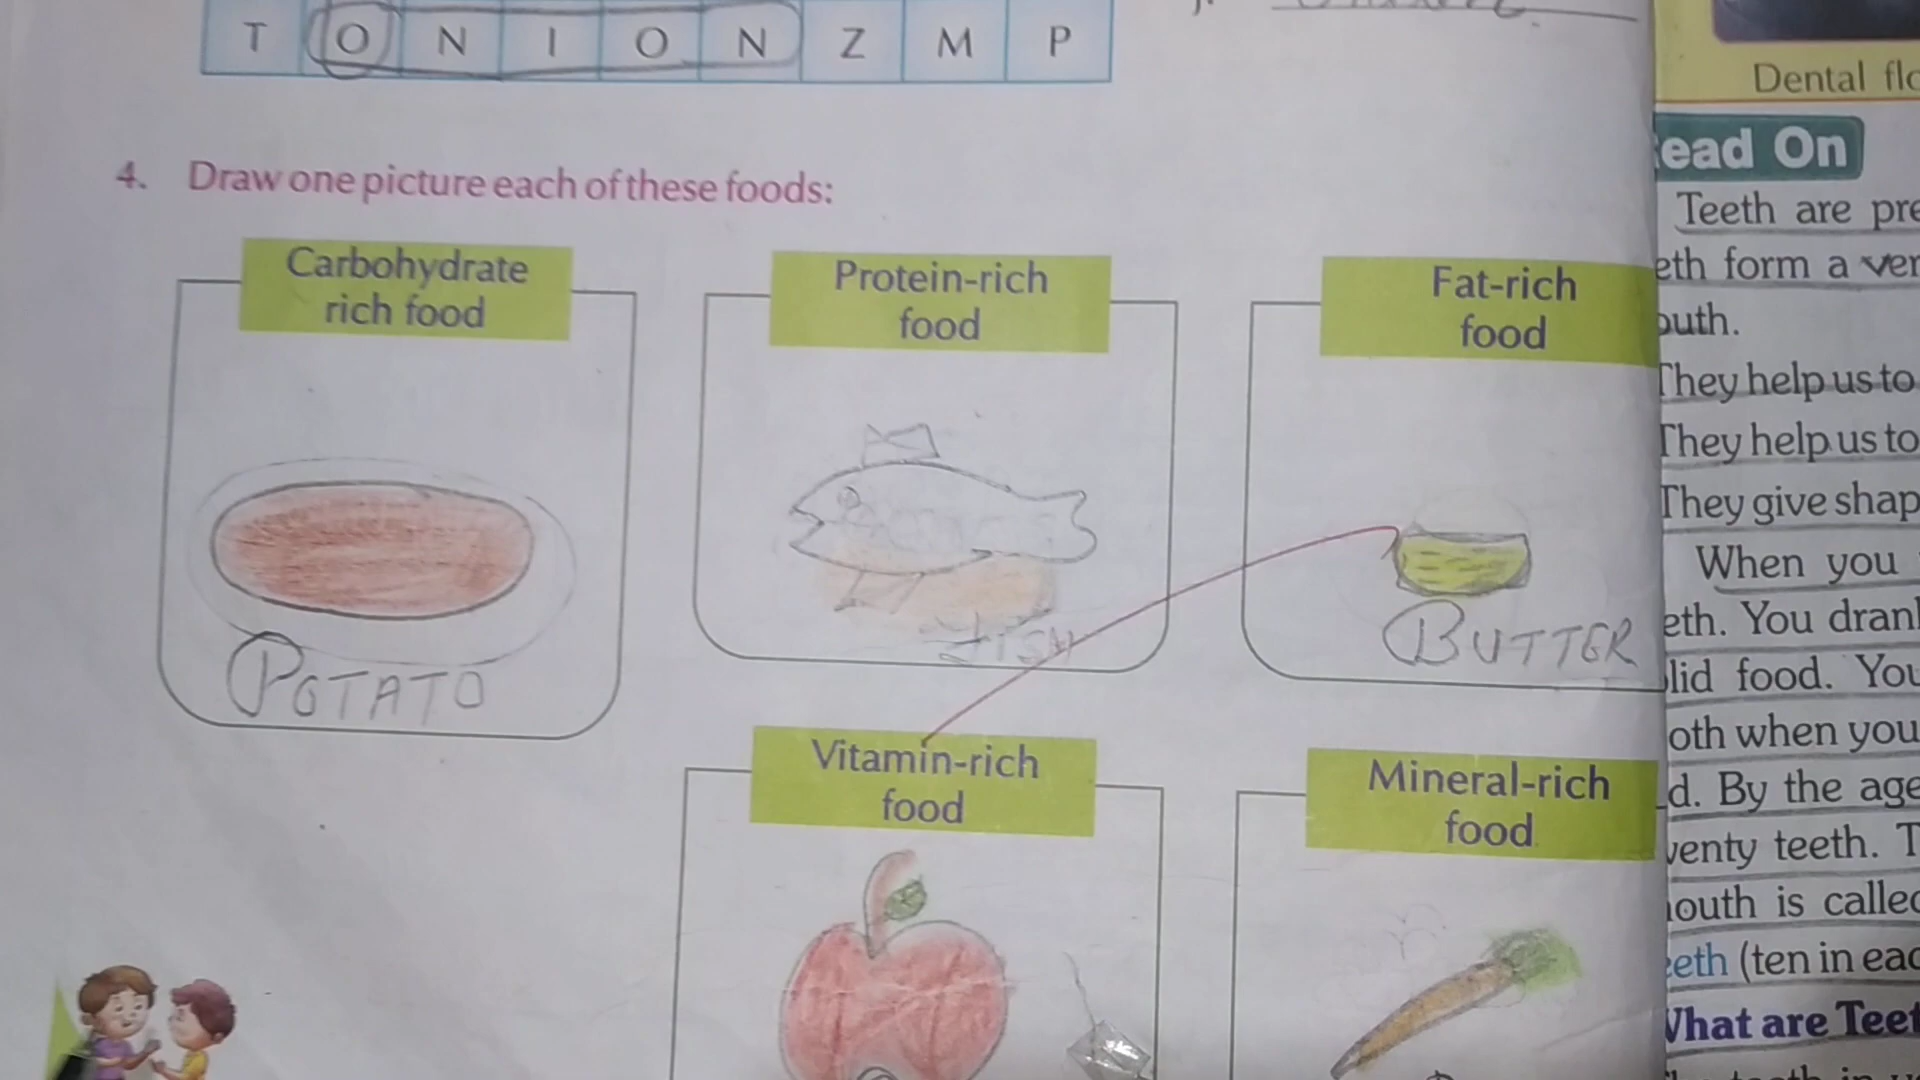 T O N I O N Z M P
4. Draw one picture each of these foods:
Carbohydrate
rich food
Protein-rich
food
Fat-rich
food
POTATO
FISH
BUTTER
Vitamin-rich
food
Mineral-rich
food
Dental flo
ead On
Teeth are pre
eth form a ver
outh.
They help us to
They help us to
They give shap
When you
eth. You dran
lid food. You
oth when you
d. By the age
venty teeth. T
outh is calle
eeth (ten in eac
What are Teet